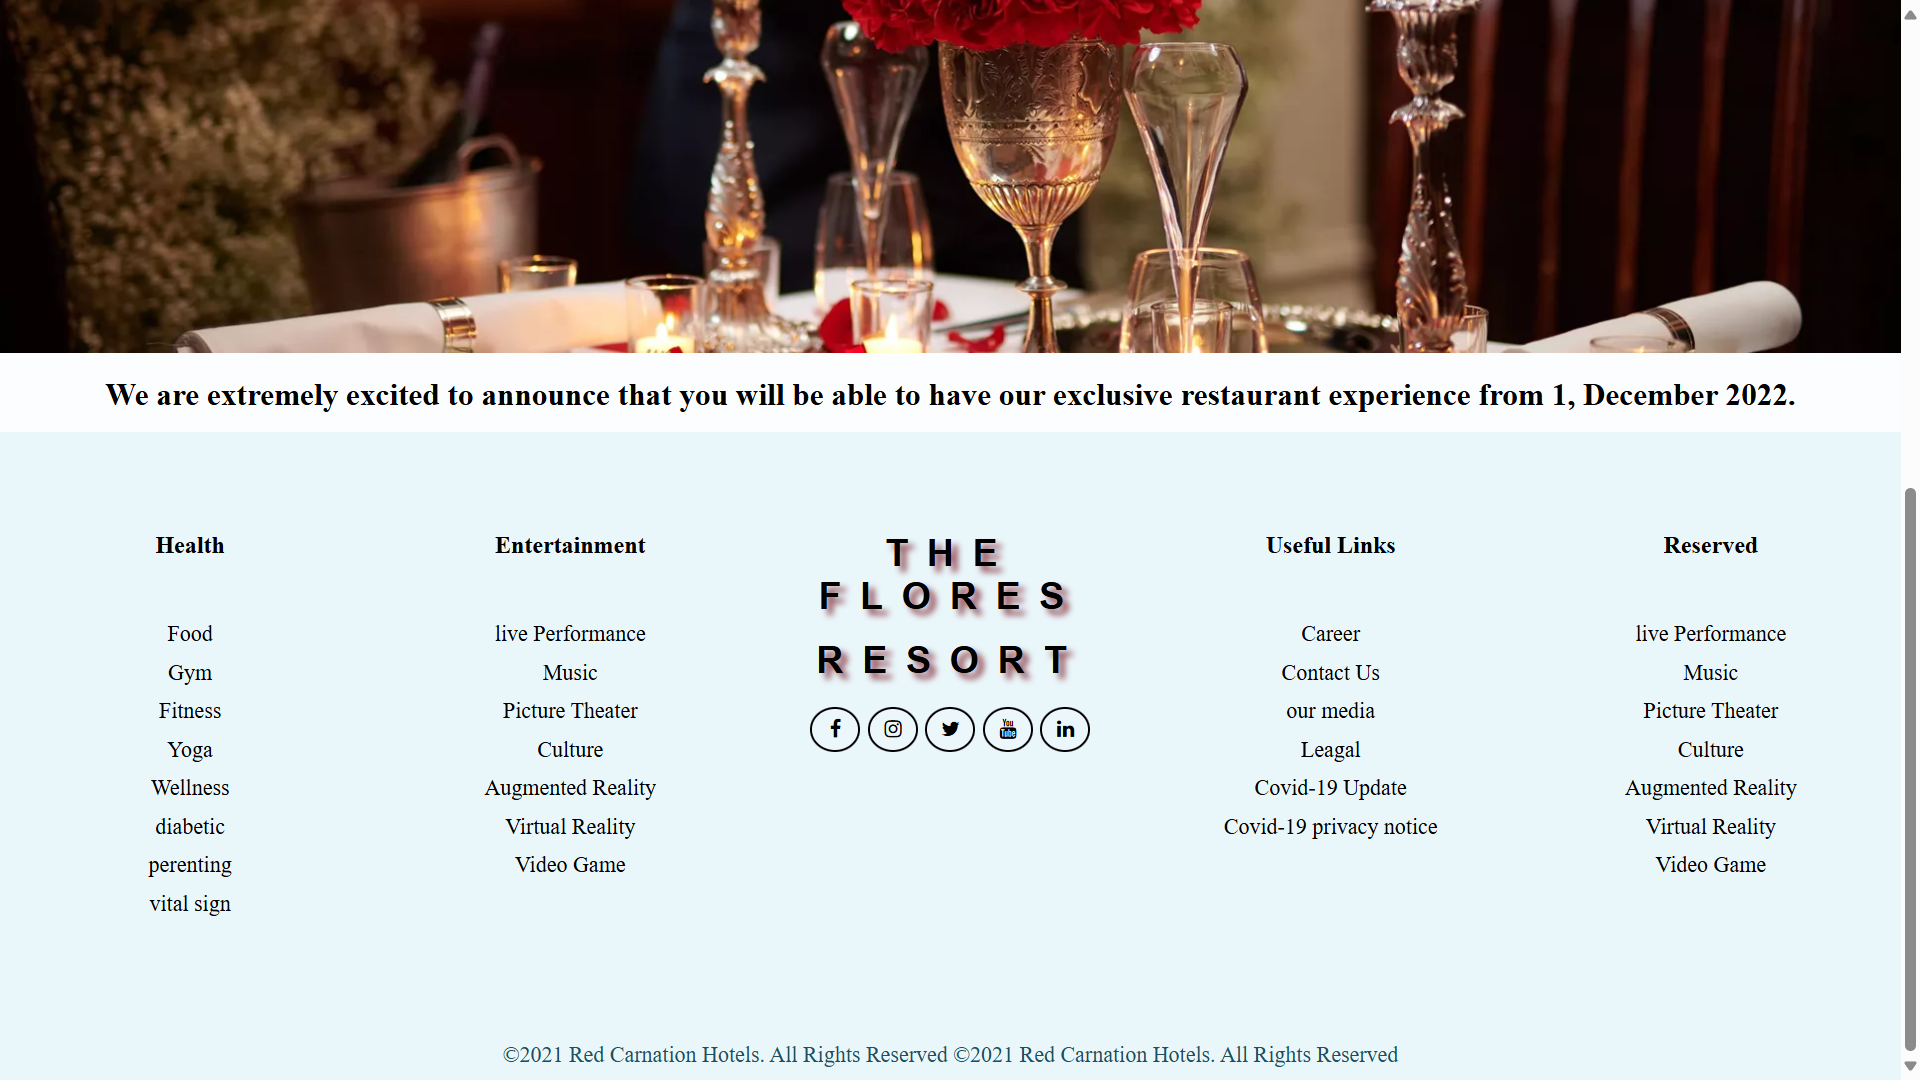 We are extremely excited to announce that you will be able to have our exclusive restaurant experience from 1, December 2022.
Health
Food
Gym
Fitness
Yoga
Wellness
diabetic
perenting
vital sign
Entertainment
live Performance
Music
Picture Theater
Culture
Augmented Reality
Virtual Reality
Video Game
THE
FLORES
RESORT
You
Tube
Useful Links
Career
Contact Us
our media
Leagal
Covid-19 Update
Covid-19 privacy notice
Reserved
live Performance
Music
Picture Theater
Culture
Augmented Reality
Virtual Reality
Video Game
©2021 Red Carnation Hotels. All Rights Reserved ©2021 Red Carnation Hotels. All Rights Reserved